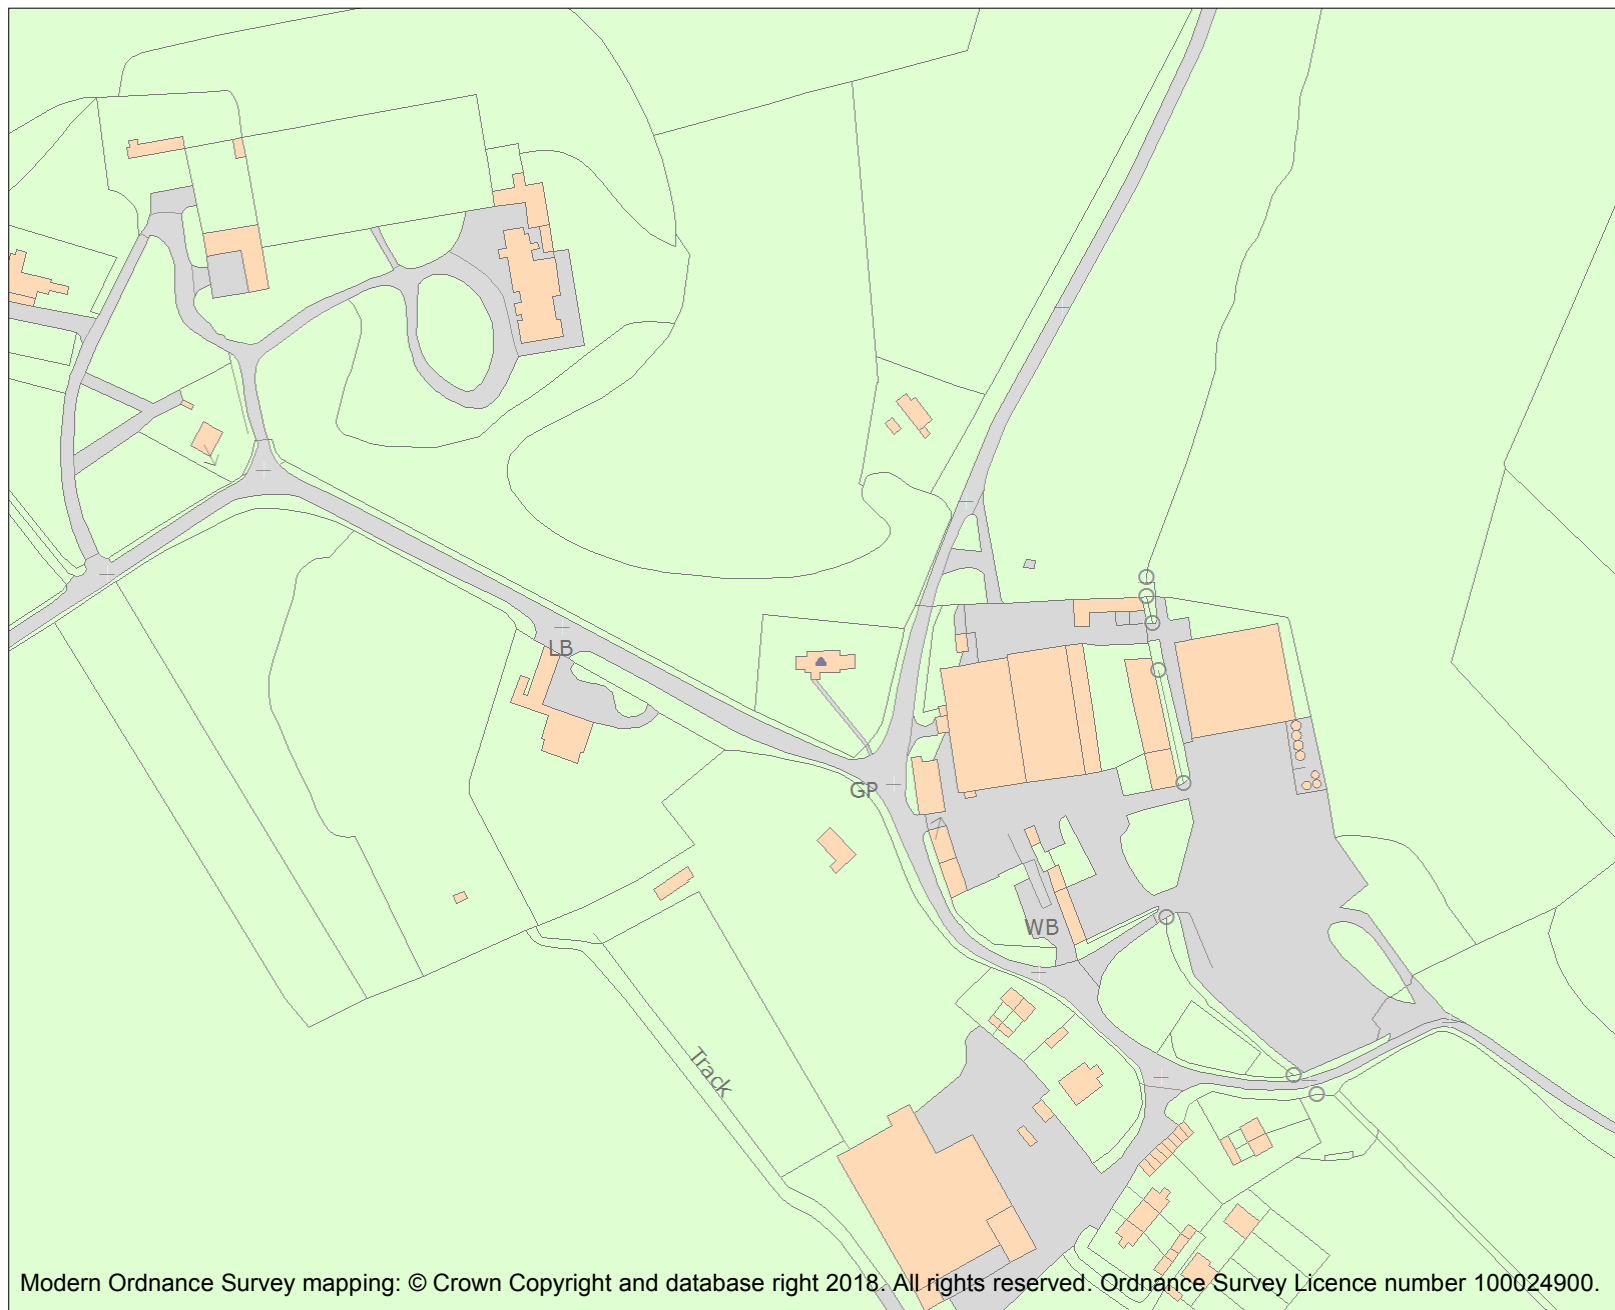 LB
GP
WB
Track
Modern Ordnance Survey mapping: © Crown Copyright and database right 2018. All rights reserved. Ordnance Survey Licence number 100024900.